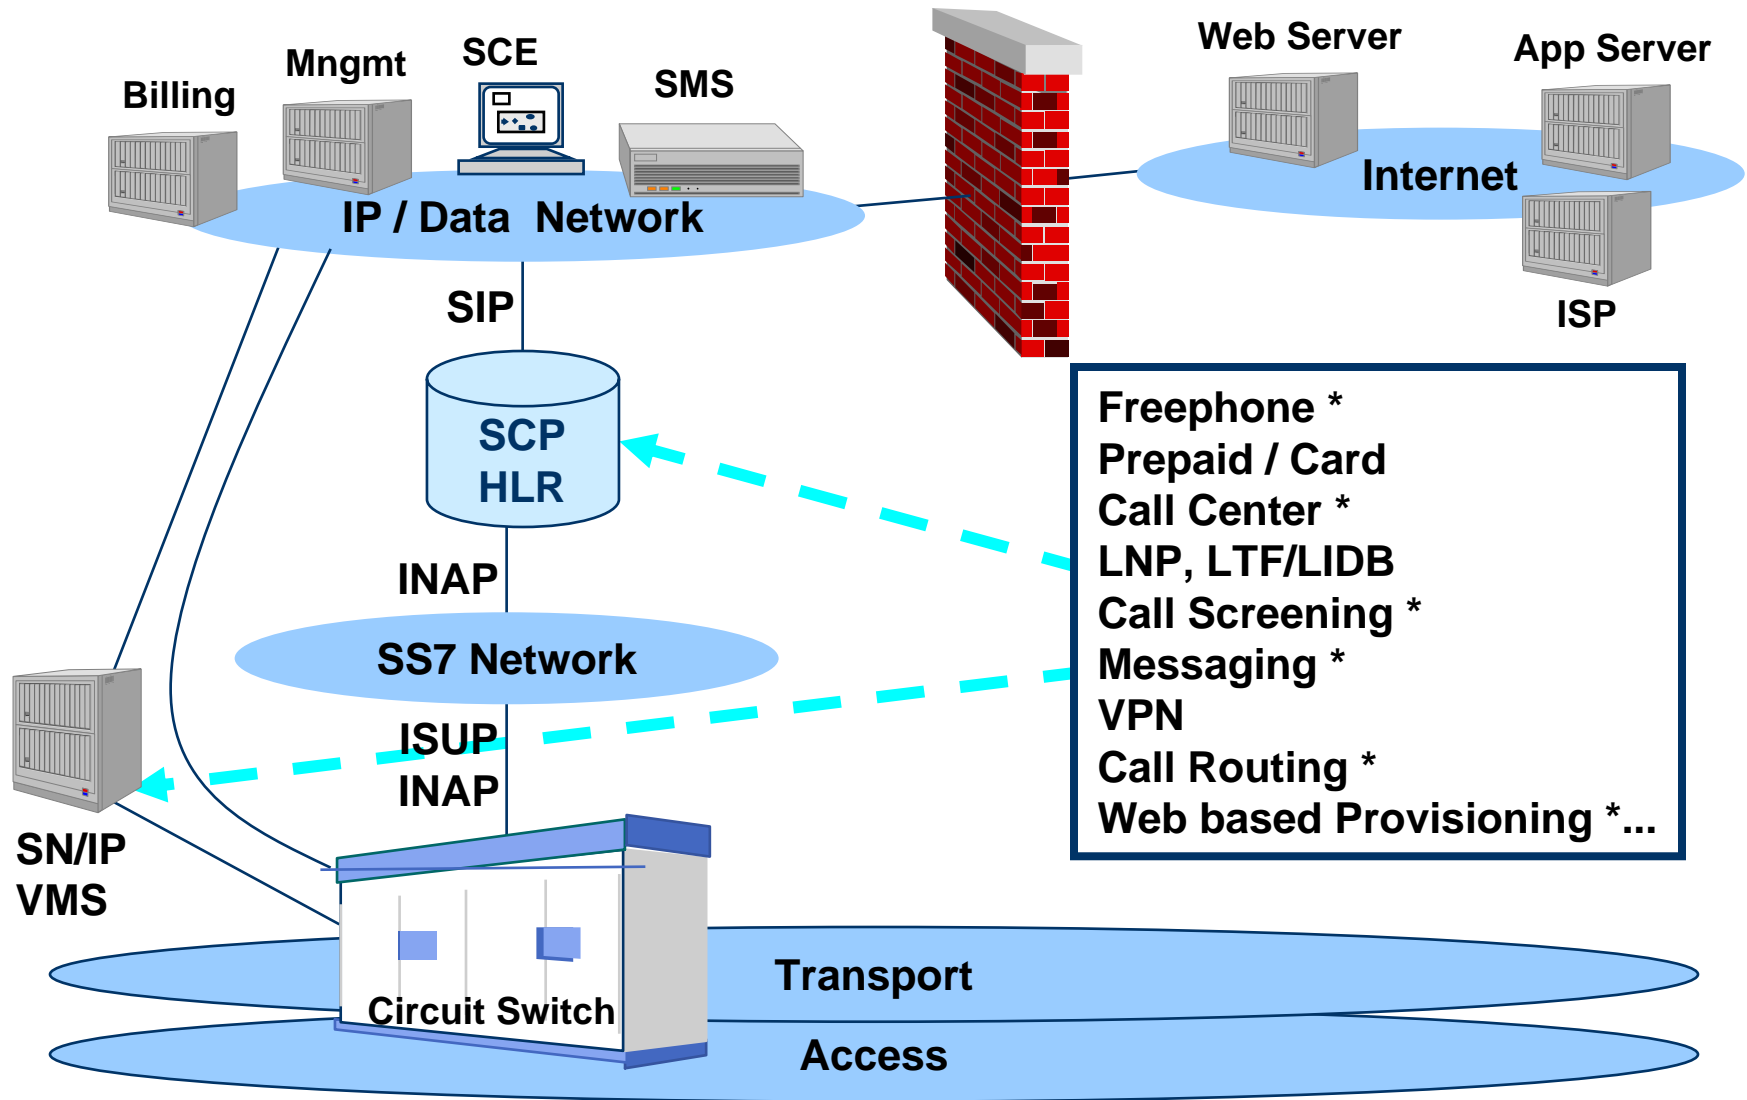 SCE
Web Server
App Server
Mngmt
SMS
Billing
Internet
IP / Data Network
SIP
ISP
Freephone *
Prepaid / Card
Call Center *
LNP, LTF/LIDB
Call Screening *
Messaging *
VPN
Call Routing *
Web based Provisioning *...
SCP
HLR
INAP
SS7 Network
ISUP
INAP
SN/IP
VMS
Transport
Circuit Switch
Access